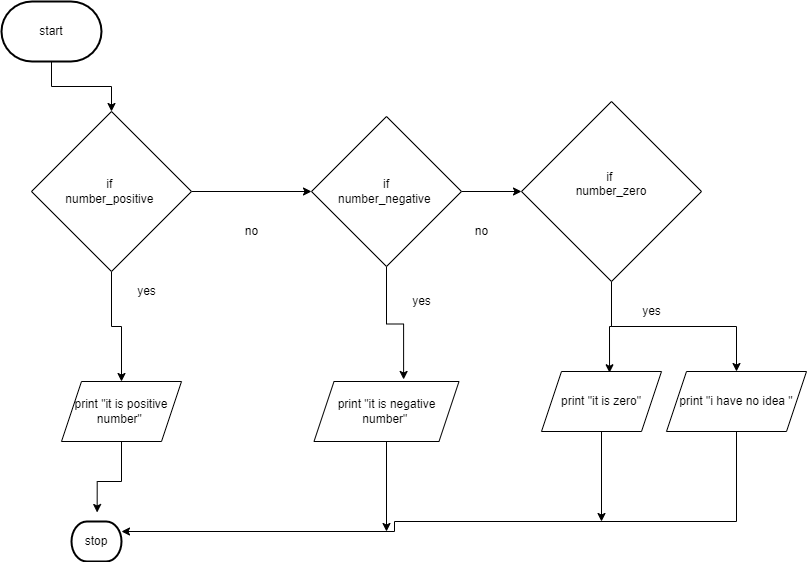 start
if
number_positive
if
number_negative
if
number_zero
no
no
yes
yes
yes
print "it is positive
number"
print "it is negative
number"
print "it is zero"
print "i have no idea "
stop